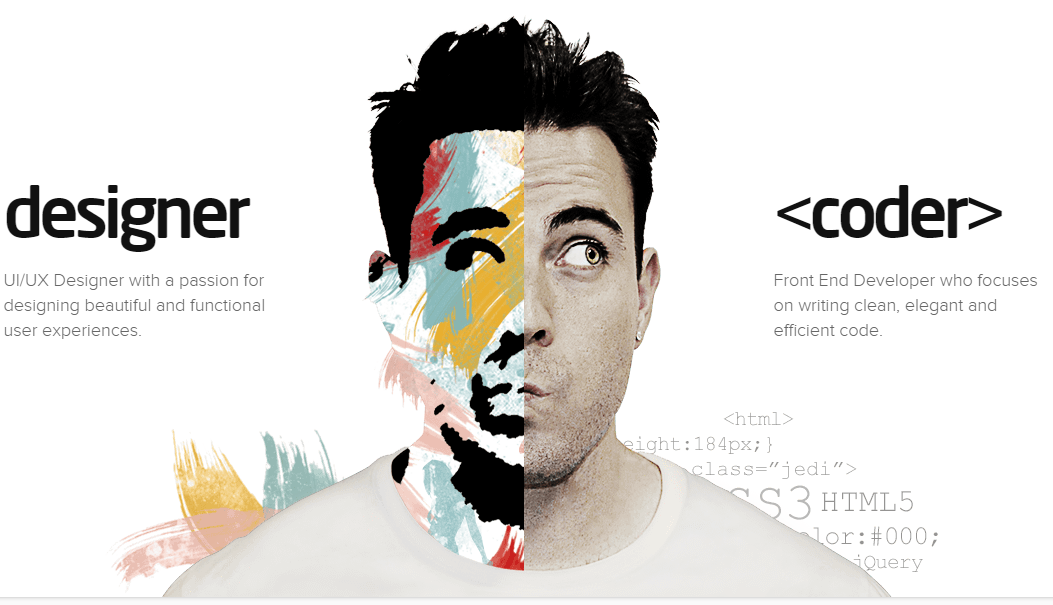 designer
UI/UX Designer with a passion for
designing beautiful and functional
user experiences.
<coder>
Front End Developer who focuses
on writing clean, elegant and
efficient code.
<html>
eight:184px;}
class=”jedi”>
SS3 HTML5
olor:#000;
jQuery